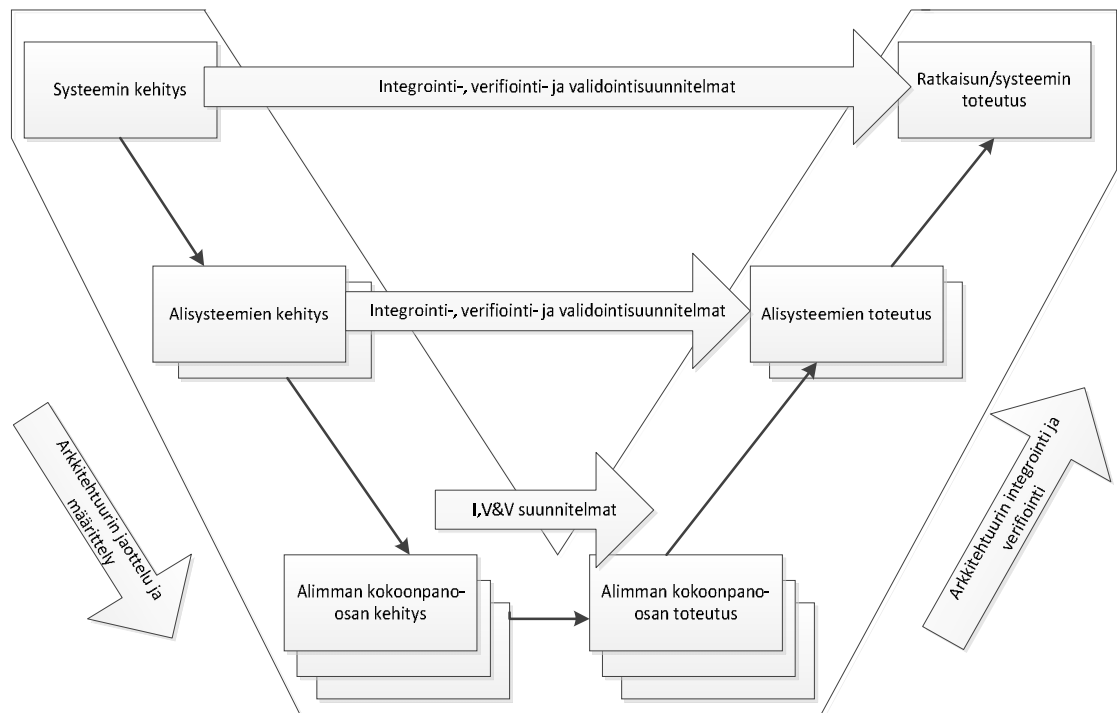 Systeemin kehitys
Integrointi-, verifiointi- ja validointisuunnitelmat
Ratkaisun/systeemin
toteutus
Alisysteemien kehitys
Integrointi-, verifiointi- ja validointisuunnitelmat
Alisysteemien toteutus
Arkkitehtuurin jaottelu ja
määrittely
I,V&V suunnitelmat
Arkkitehtuurin integrointi ja
verifiointi
Alimman kokoonpano-
osan kehitys
Alimman kokoonpano-
osan toteutus